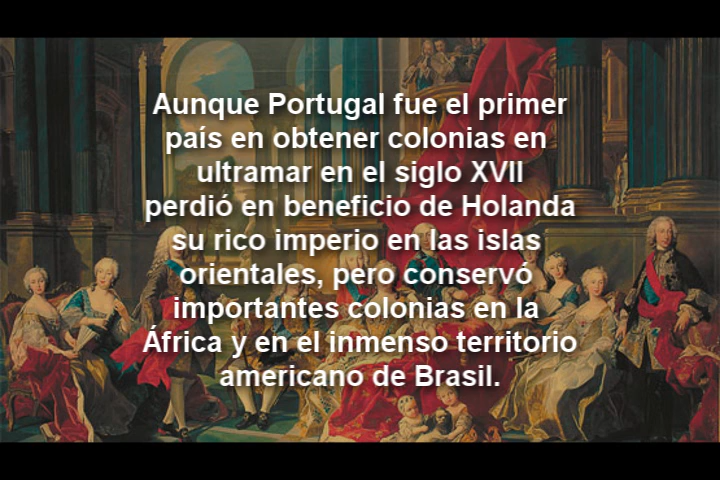 Aunque Portugal fue el primer
país en obtener colonias en
ultramar en el siglo XVII
perdió en beneficio de Holanda
su rico imperio en las islas
orientales, pero conservó
importantes colonias en la
África y en el inmenso territorio
americano de Brasil.